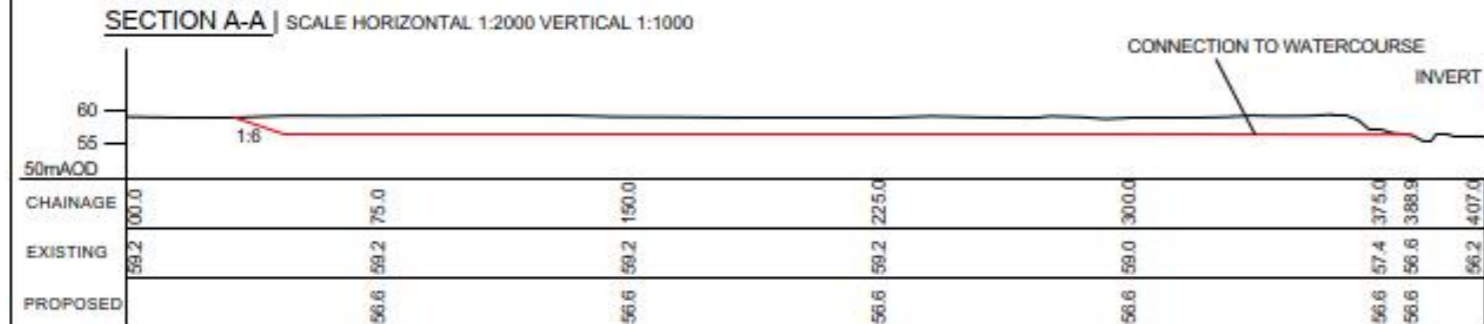 SECTION A-A | SCALE HORIZONTAL 1:2000 VERTICAL 1:1000
CONNECTION TO WATERCOURSE
INVERT
60
1:6
55
50mAOD
CHAINAGE 00.0 75.0 150.0 225.0 300.0 375.0 388.9 407.0
EXISTING 59.2 59.2 59.2 59.2 59.0 57.4 56.6 56.2
PROPOSED 56.6 56.6 56.6 56.6 56.6 56.6